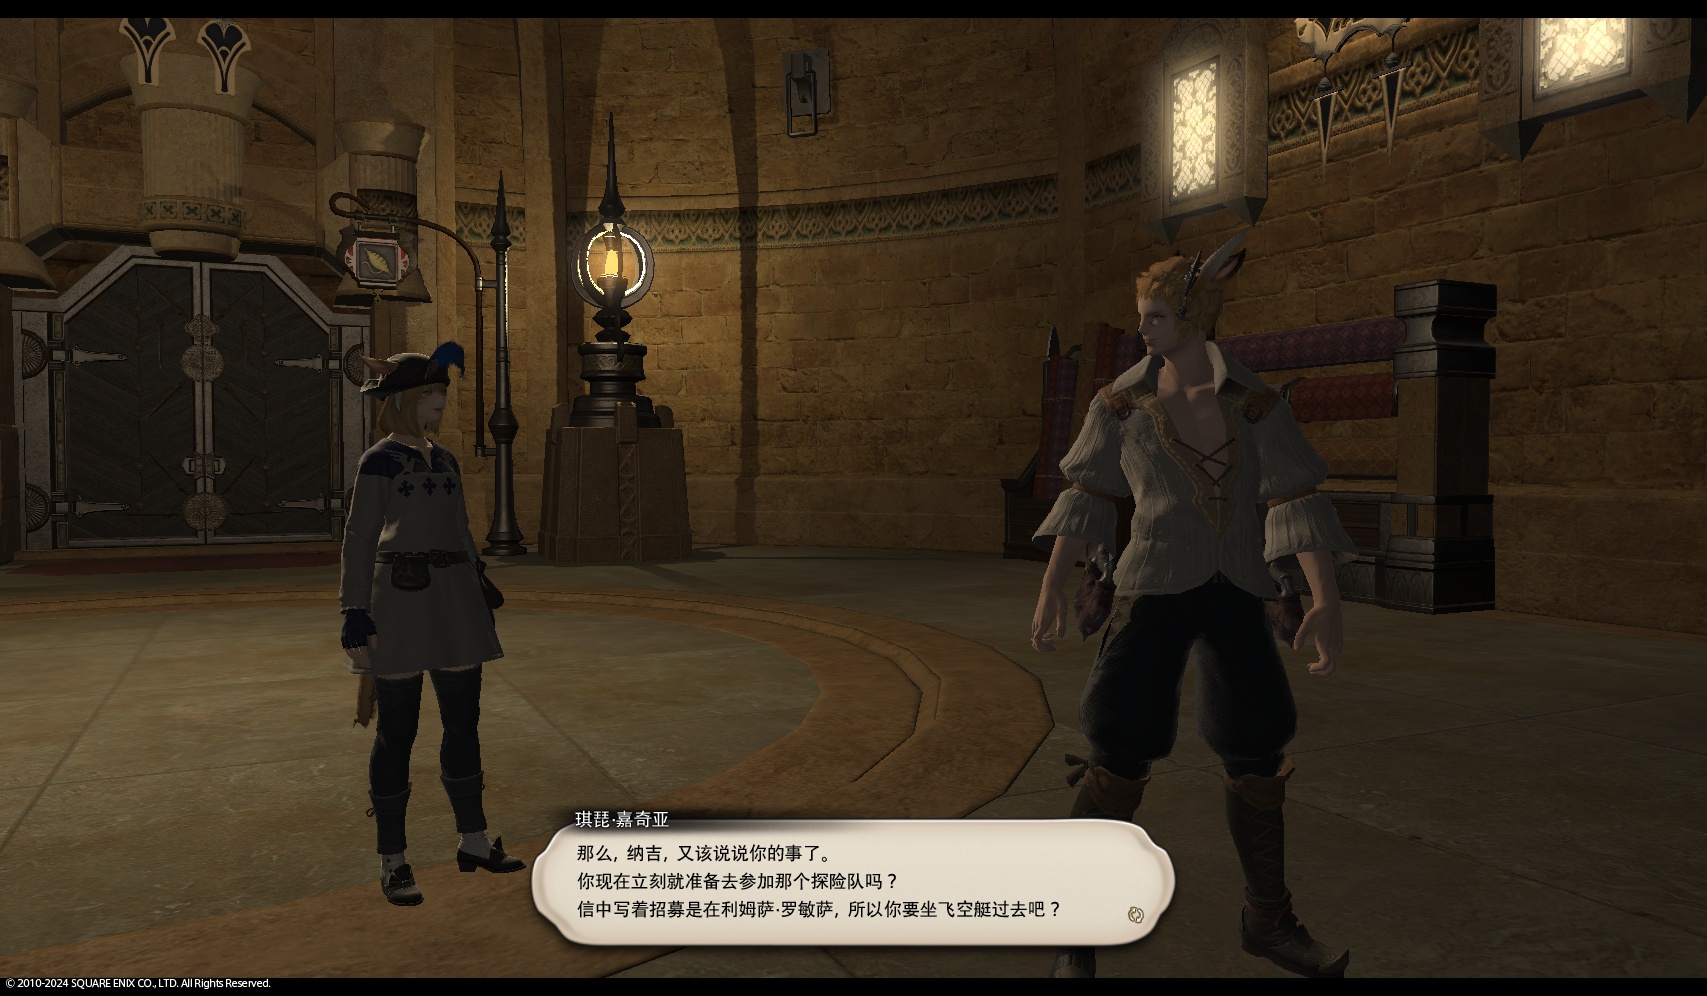 琪琵·嘉奇亚
那么，纳吉，又该说说你的事了。
你现在立刻就准备去参加那个探险队吗？
信中写着招募是在利姆萨·罗敏萨，所以你要坐飞空艇过去吧？
© 2010-2024 SQUARE ENIX CO., LTD. All Rights Reserved.